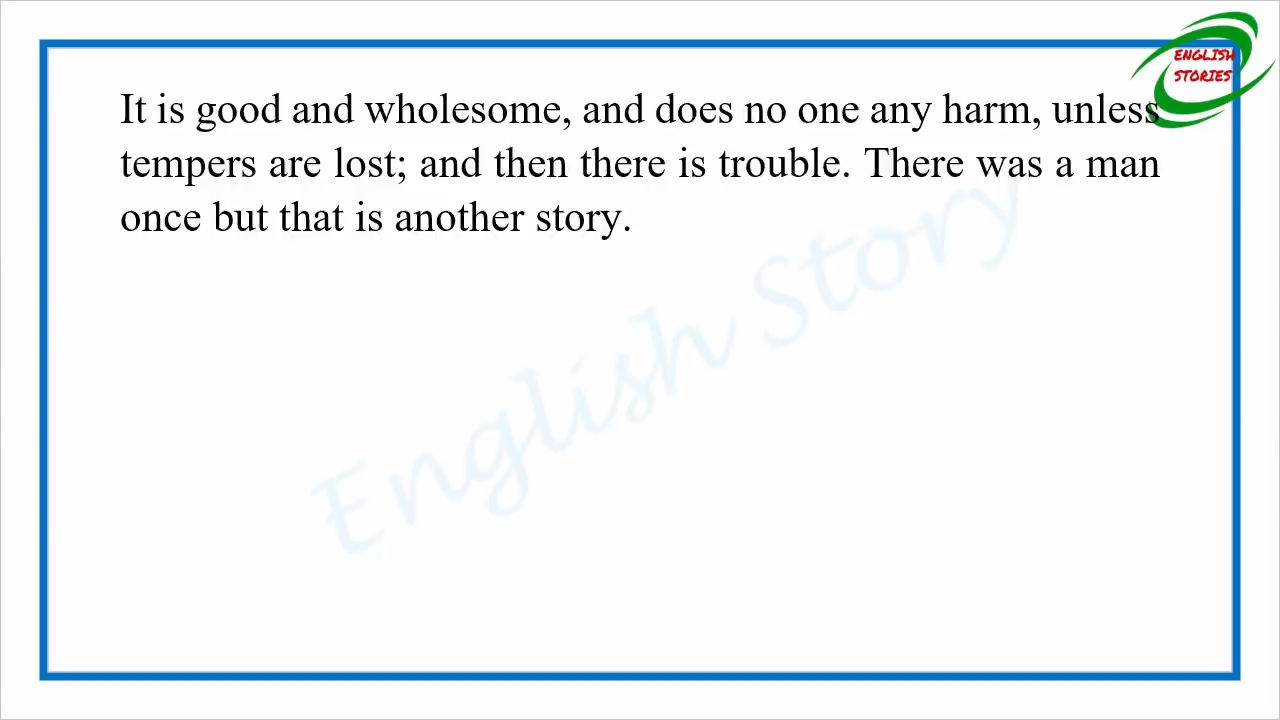 ENGLISH
STORIES
It is good and wholesome, and does no one any harm, unless
tempers are lost; and then there is trouble. There was a man
once but that is another story.
English Story